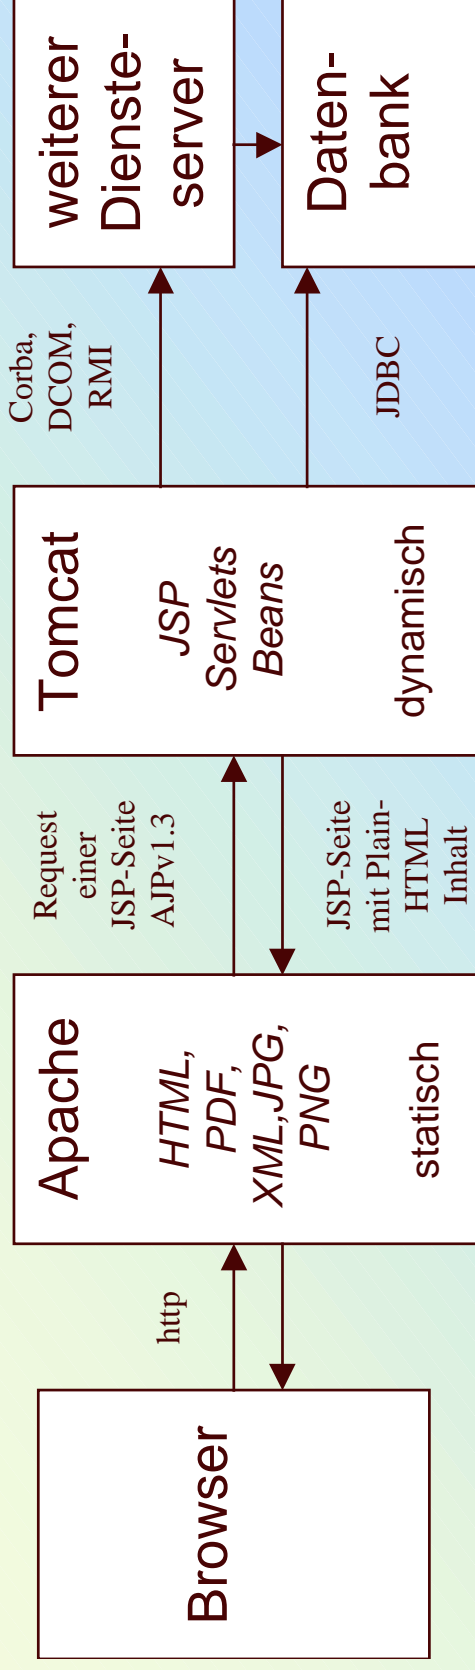 Browser
http
Apache
HTML,
PDF,
XML,JPG,
PNG
statisch
Request
einer
JSP-Seite
AJPv1.3
JSP-Seite
mit Plain-
HTML
Inhalt
Tomcat
JSP
Servlets
Beans
dynamisch
Corba,
DCOM,
RMI
JDBC
weiterer
Dienste-
server
Daten-
bank